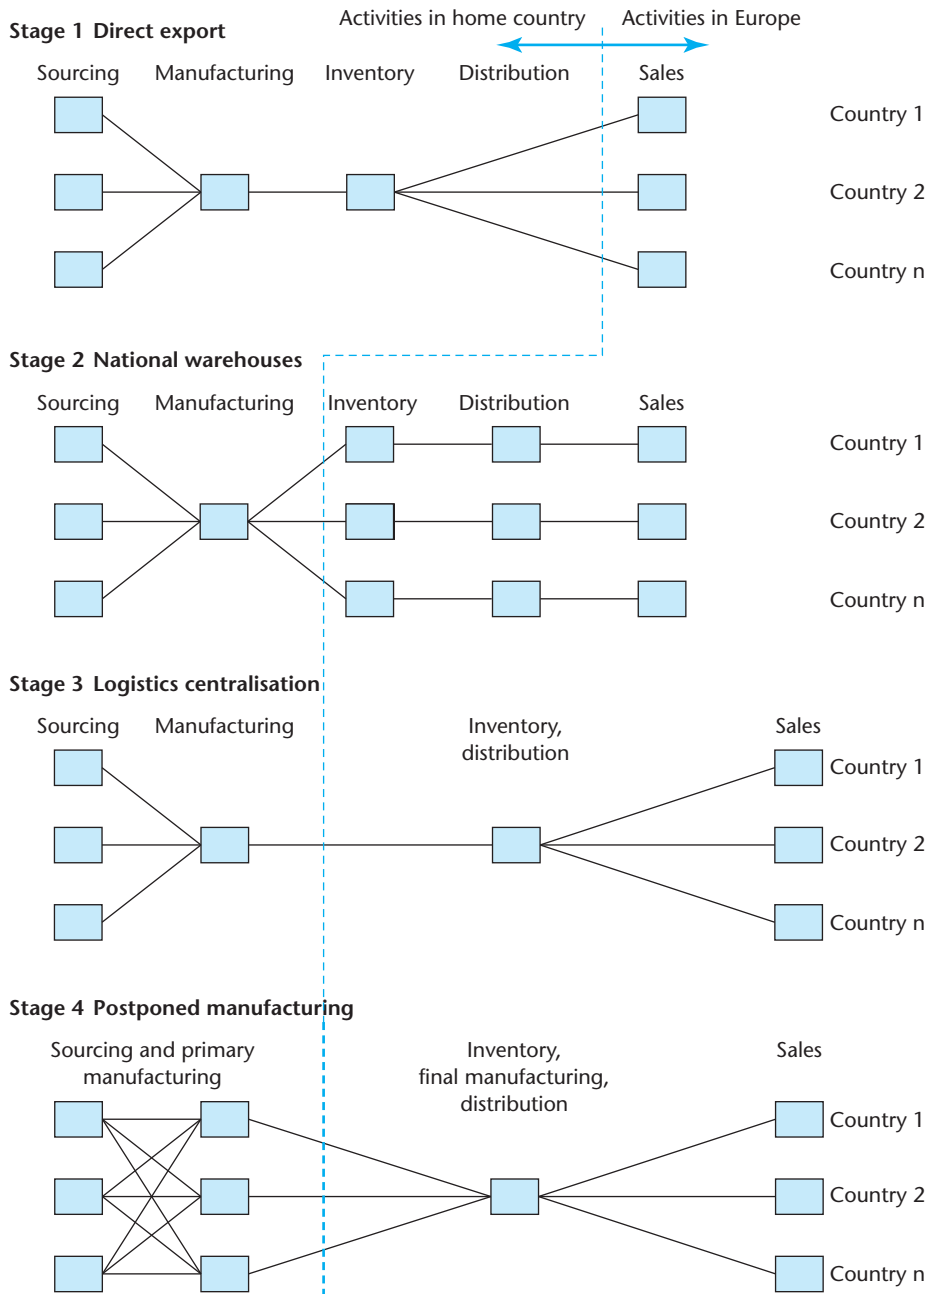 Stage 1 Direct export
Activities in home country
Activities in Europe
Sourcing Manufacturing Inventory Distribution Sales
Country 1
Country 2
Country n
Stage 2 National warehouses
Sourcing Manufacturing Inventory Distribution Sales
Country 1
Country 2
Country n
Stage 3 Logistics centralisation
Sourcing Manufacturing Inventory, distribution Sales
Country 1
Country 2
Country n
Stage 4 Postponed manufacturing
Sourcing and primary
manufacturing
Inventory,
final manufacturing,
distribution
Sales
Country 1
Country 2
Country n